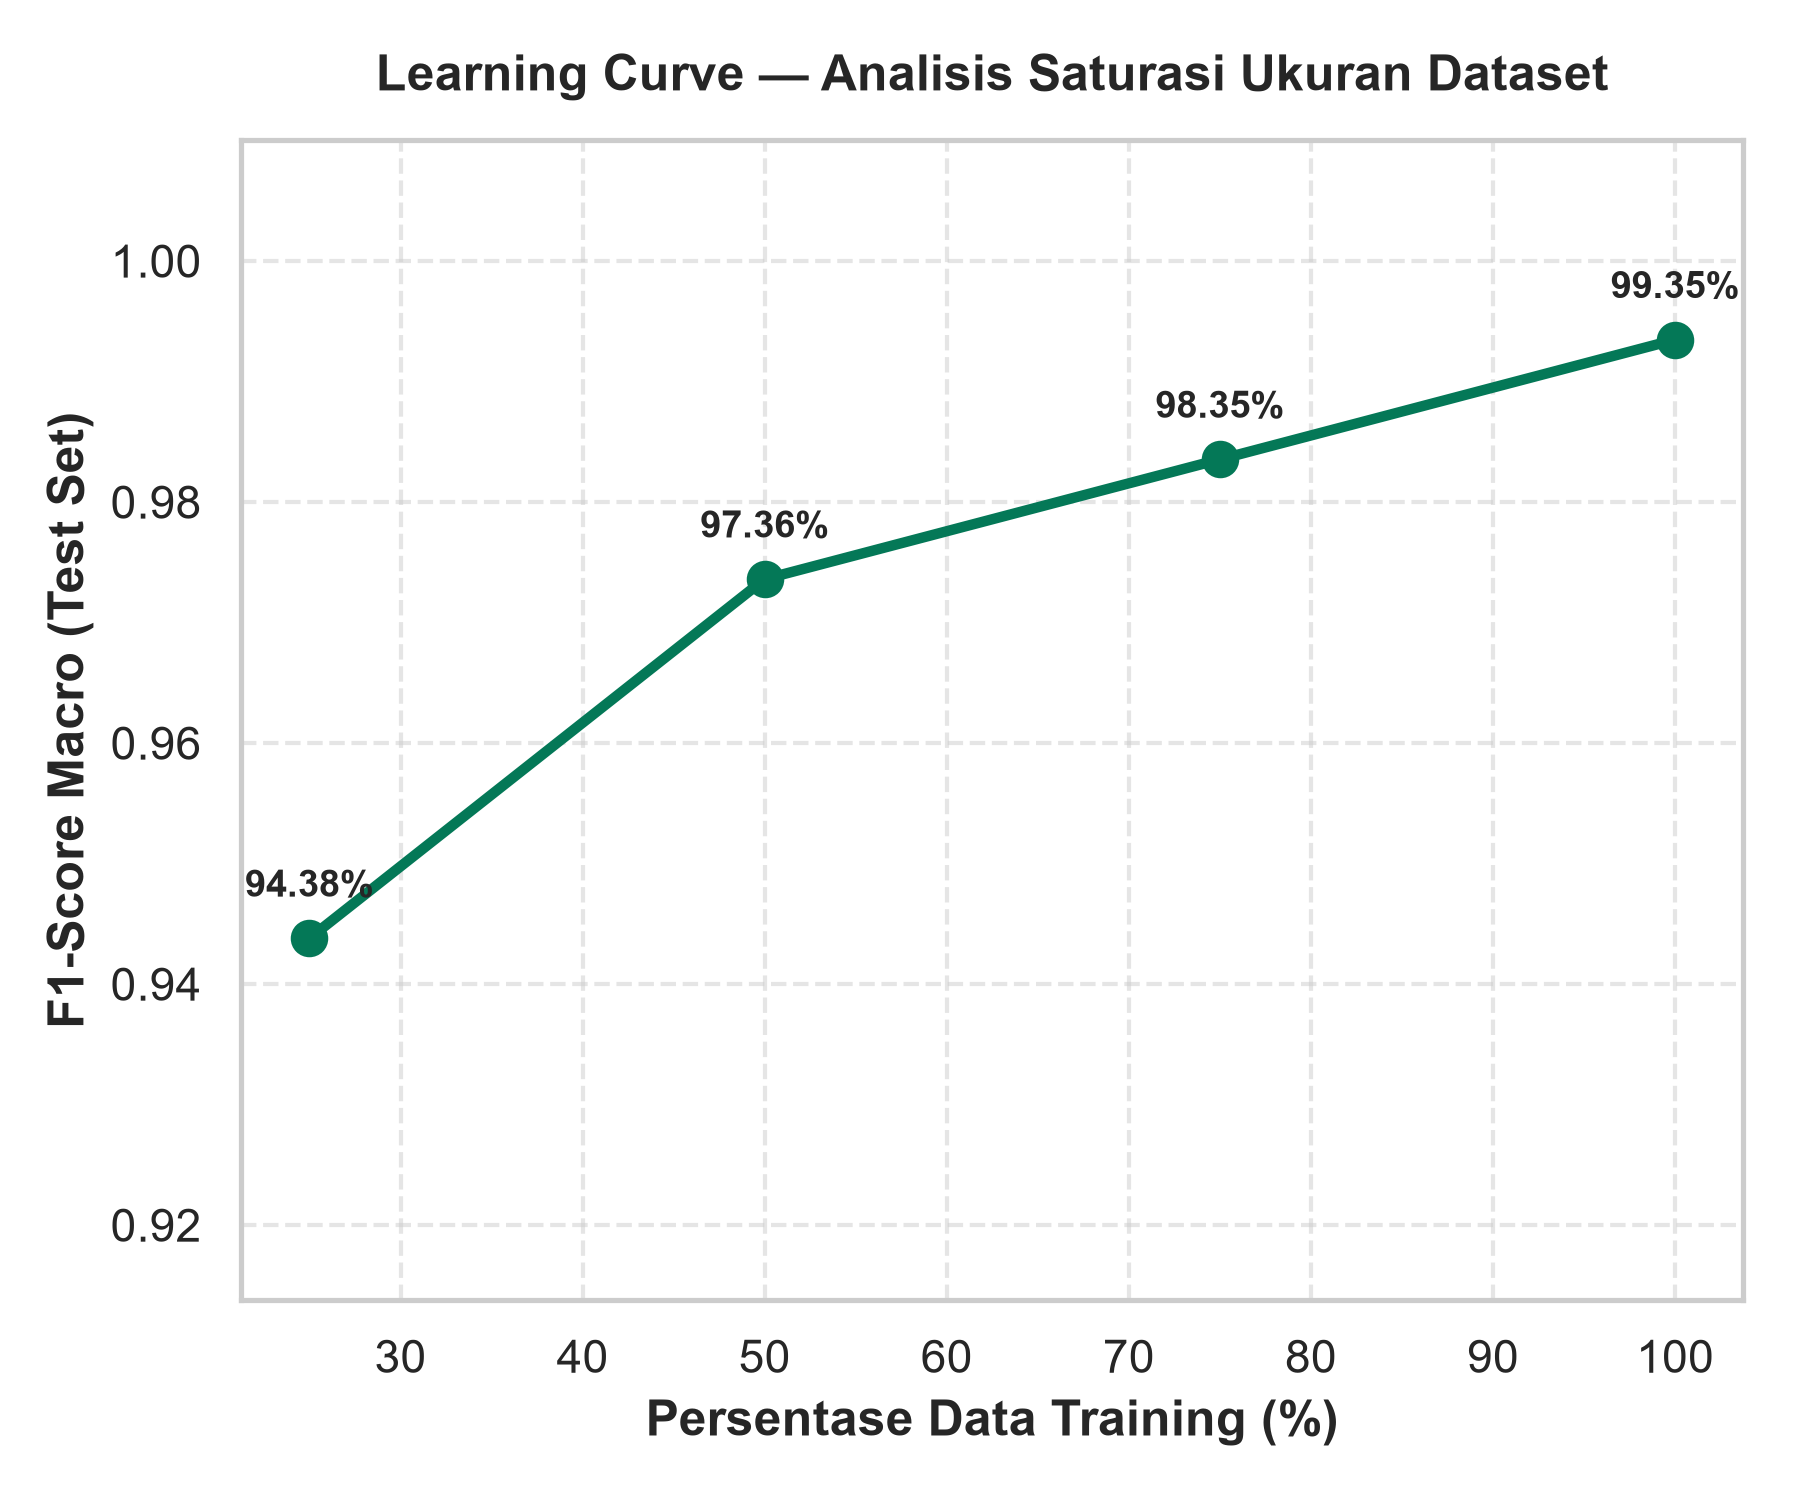 Learning Curve — Analisis Saturasi Ukuran Dataset
F1-Score Macro (Test Set)
1.00
0.98
0.96
0.94
0.92
94.38%
97.36%
98.35%
99.35%
30 40 50 60 70 80 90 100
Persentase Data Training (%)